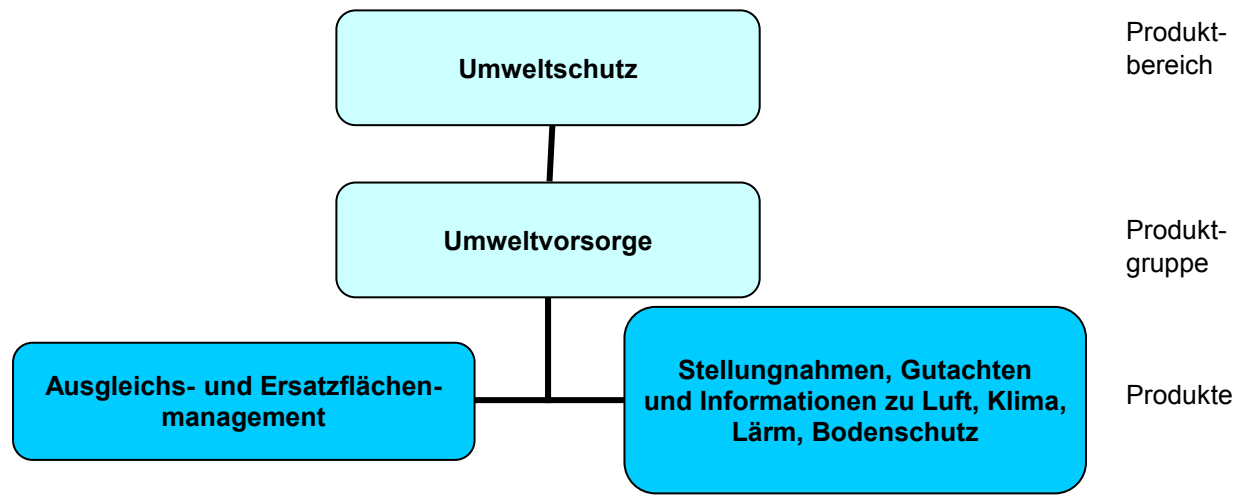 Umweltschutz
Produkt-
bereich
Umweltvorsorge
Produkt-
gruppe
Ausgleichs- und Ersatzflächen-
management
Stellungnahmen, Gutachten
und Informationen zu Luft, Klima,
Lärm, Bodenschutz
Produkte